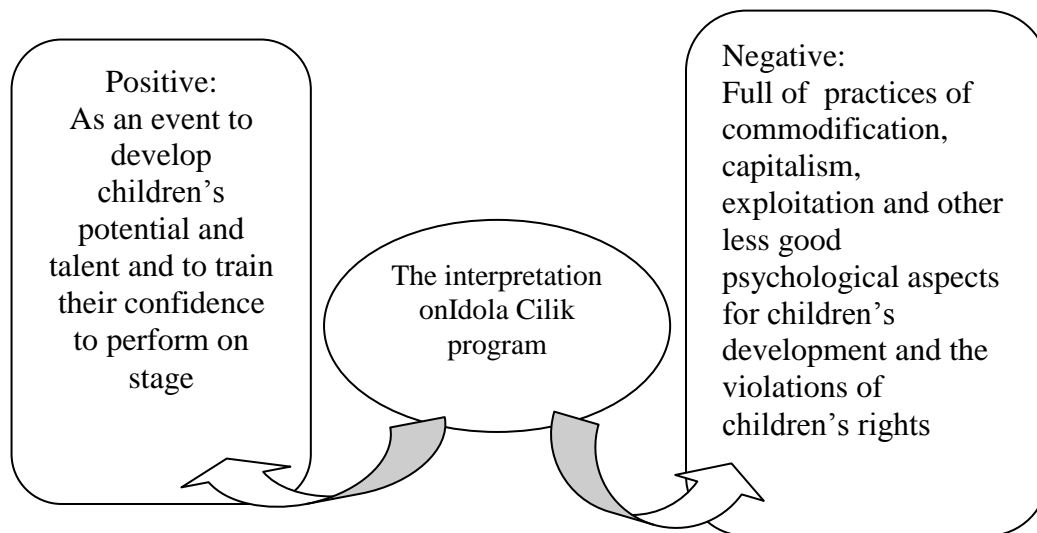 Positive:
As an event to
develop
children’s
potential and
talent and to train
their confidence
to perform on
stage
The interpretation
onIdola Cilik
program
Negative:
Full of  practices of
commodification,
capitalism,
exploitation and other
less good
psychological aspects
for children’s
development and the
violations of
children’s rights